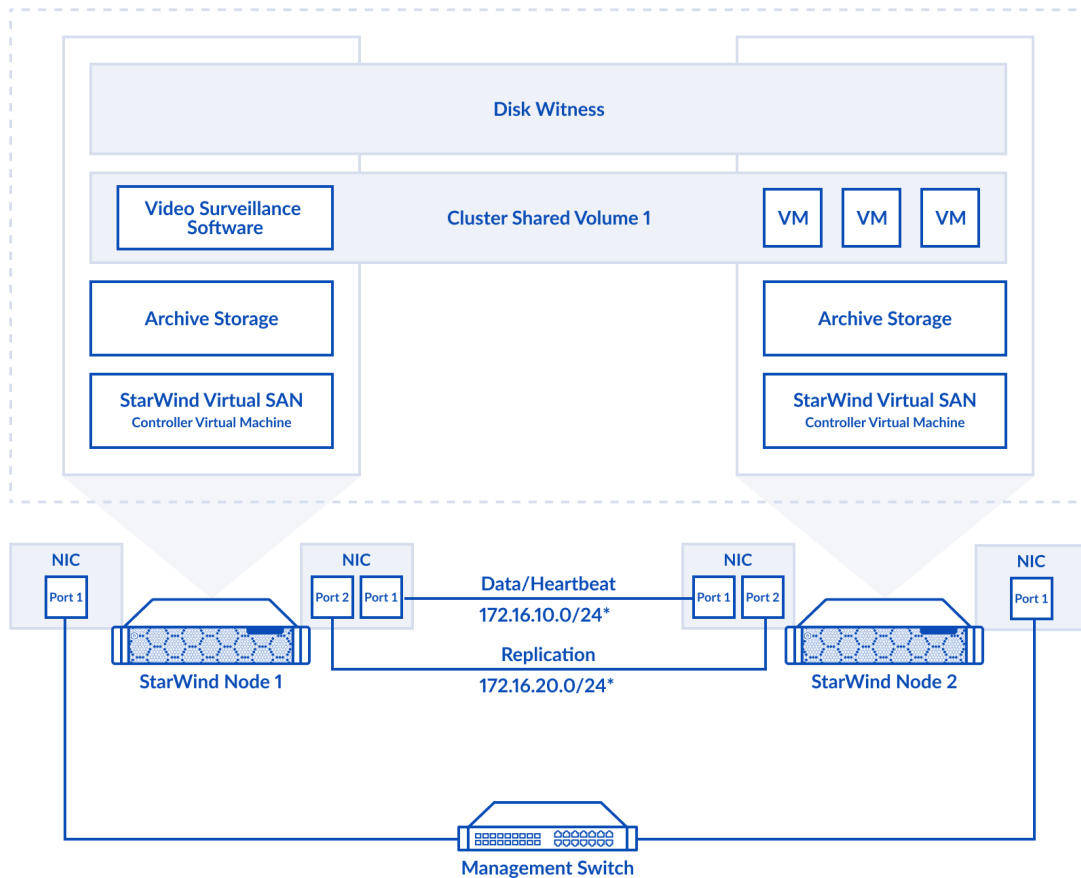 Disk Witness
Video Surveillance
Software
Cluster Shared Volume 1
VM
VM
VM
Archive Storage
Archive Storage
StarWind Virtual SAN
Controller Virtual Machine
StarWind Virtual SAN
Controller Virtual Machine
NIC
Port 1
NIC
Port 2
Port 1
Data/Heartbeat
172.16.10.0/24*
NIC
Port 1
Port 2
NIC
Port 1
Replication
172.16.20.0/24*
StarWind Node 1
StarWind Node 2
Management Switch